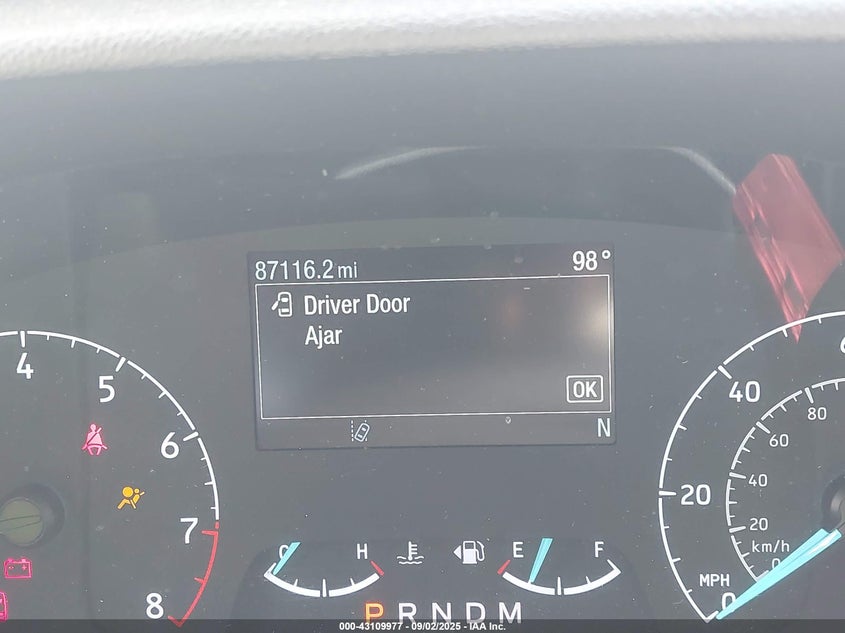 87116.2 mi 98°
Driver Door
Ajar
OK
N
4
5
6
7
8
C H
E F
P R N D M
40
20
0
MPH
80
60
40
20
km/h
000-43109977 - 09/02/2025 - IAA Inc.